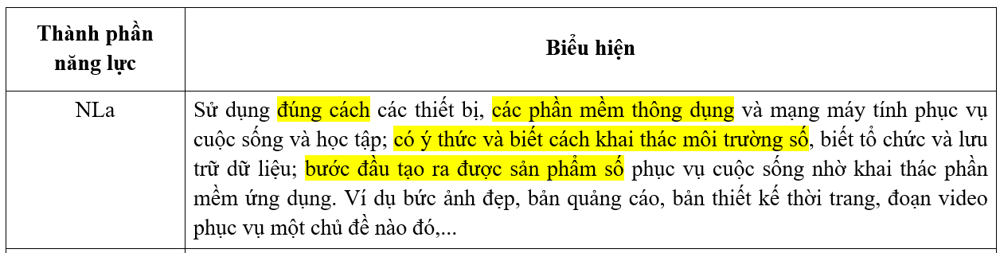 Thành phần
năng lực
Biểu hiện
NLa
Sử dụng đúng cách các thiết bị, các phần mềm thông dụng và mạng máy tính phục vụ
cuộc sống và học tập; có ý thức và biết cách khai thác môi trường số, biết tổ chức và lưu
trữ dữ liệu; bước đầu tạo ra được sản phẩm số phục vụ cuộc sống nhờ khai thác phần
mềm ứng dụng. Ví dụ bức ảnh đẹp, bản quảng cáo, bản thiết kế thời trang, đoạn video
phục vụ một chủ đề nào đó,...